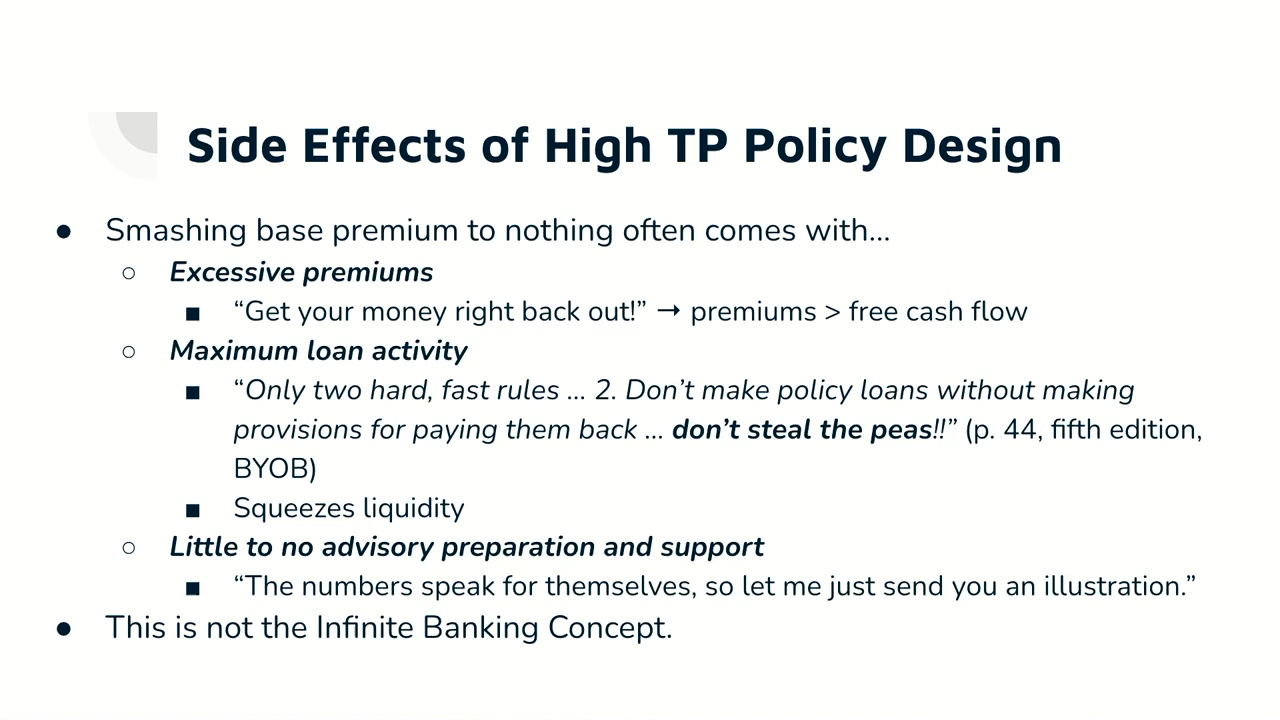 Side Effects of High TP Policy Design
● Smashing base premium to nothing often comes with...
○ Excessive premiums
■ “Get your money right back out!” → premiums > free cash flow
○ Maximum loan activity
■ “Only two hard, fast rules ... 2. Don’t make policy loans without making
provisions for paying them back ... don’t steal the peas!!” (p. 44, fifth edition,
BYOB)
■ Squeezes liquidity
○ Little to no advisory preparation and support
■ “The numbers speak for themselves, so let me just send you an illustration.”
● This is not the Infinite Banking Concept.